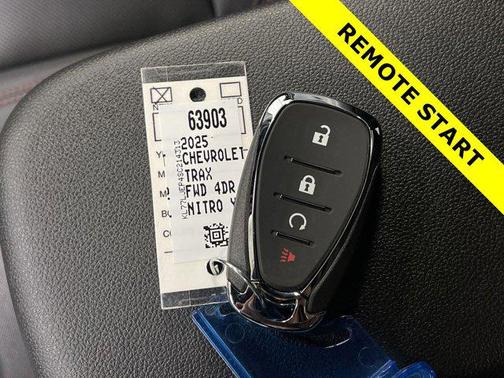 REMOTE START
N
D
63903
2025
CHEVROLET
TRAX
FWD 4DR
NITRO Y
Y
M
M
B
C